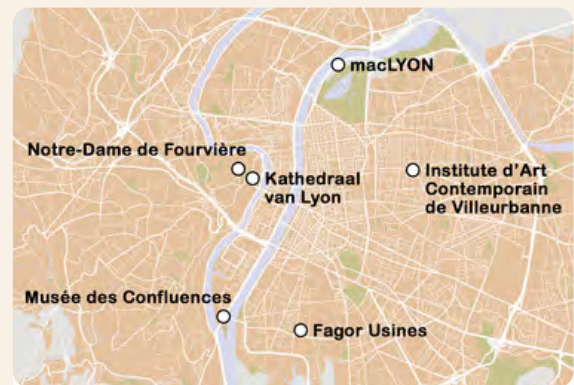 macLYON
Notre-Dame de Fourvière
Kathedraal
van Lyon
Institute d'Art
Contemporain
de Villeurbanne
Musée des Confluences
Fagor Usines